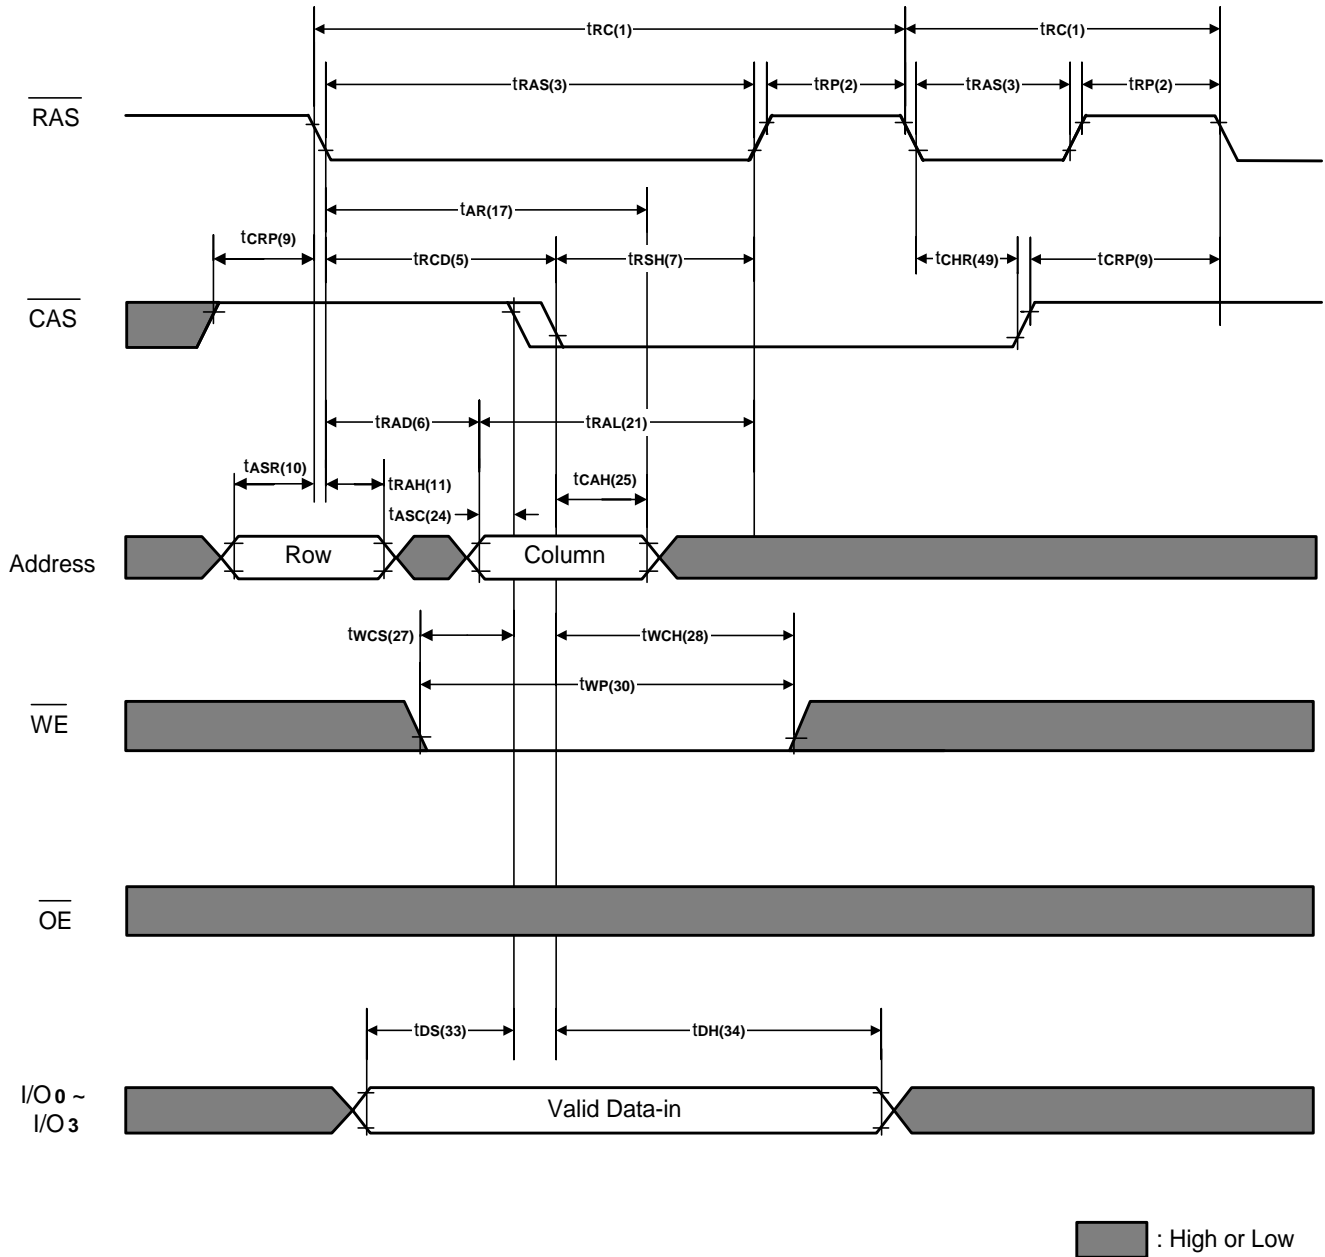 tRC(1) tRC(1)
tRAS(3) tRP(2) tRAS(3) tRP(2)
RAS
tAR(17)
tCRP(9) tRCD(5) tRSH(7) tCHR(49) tCRP(9)
CAS
tRAD(6) tRAL(21)
tASR(10) tRAH(11) tCAH(25)
tASC(24)
Address Row Column
tWCS(27) tWCH(28)
tWP(30)
WE
OE
tDS(33) tDH(34)
I/O0 ~
I/O3 Valid Data-in
: High or Low